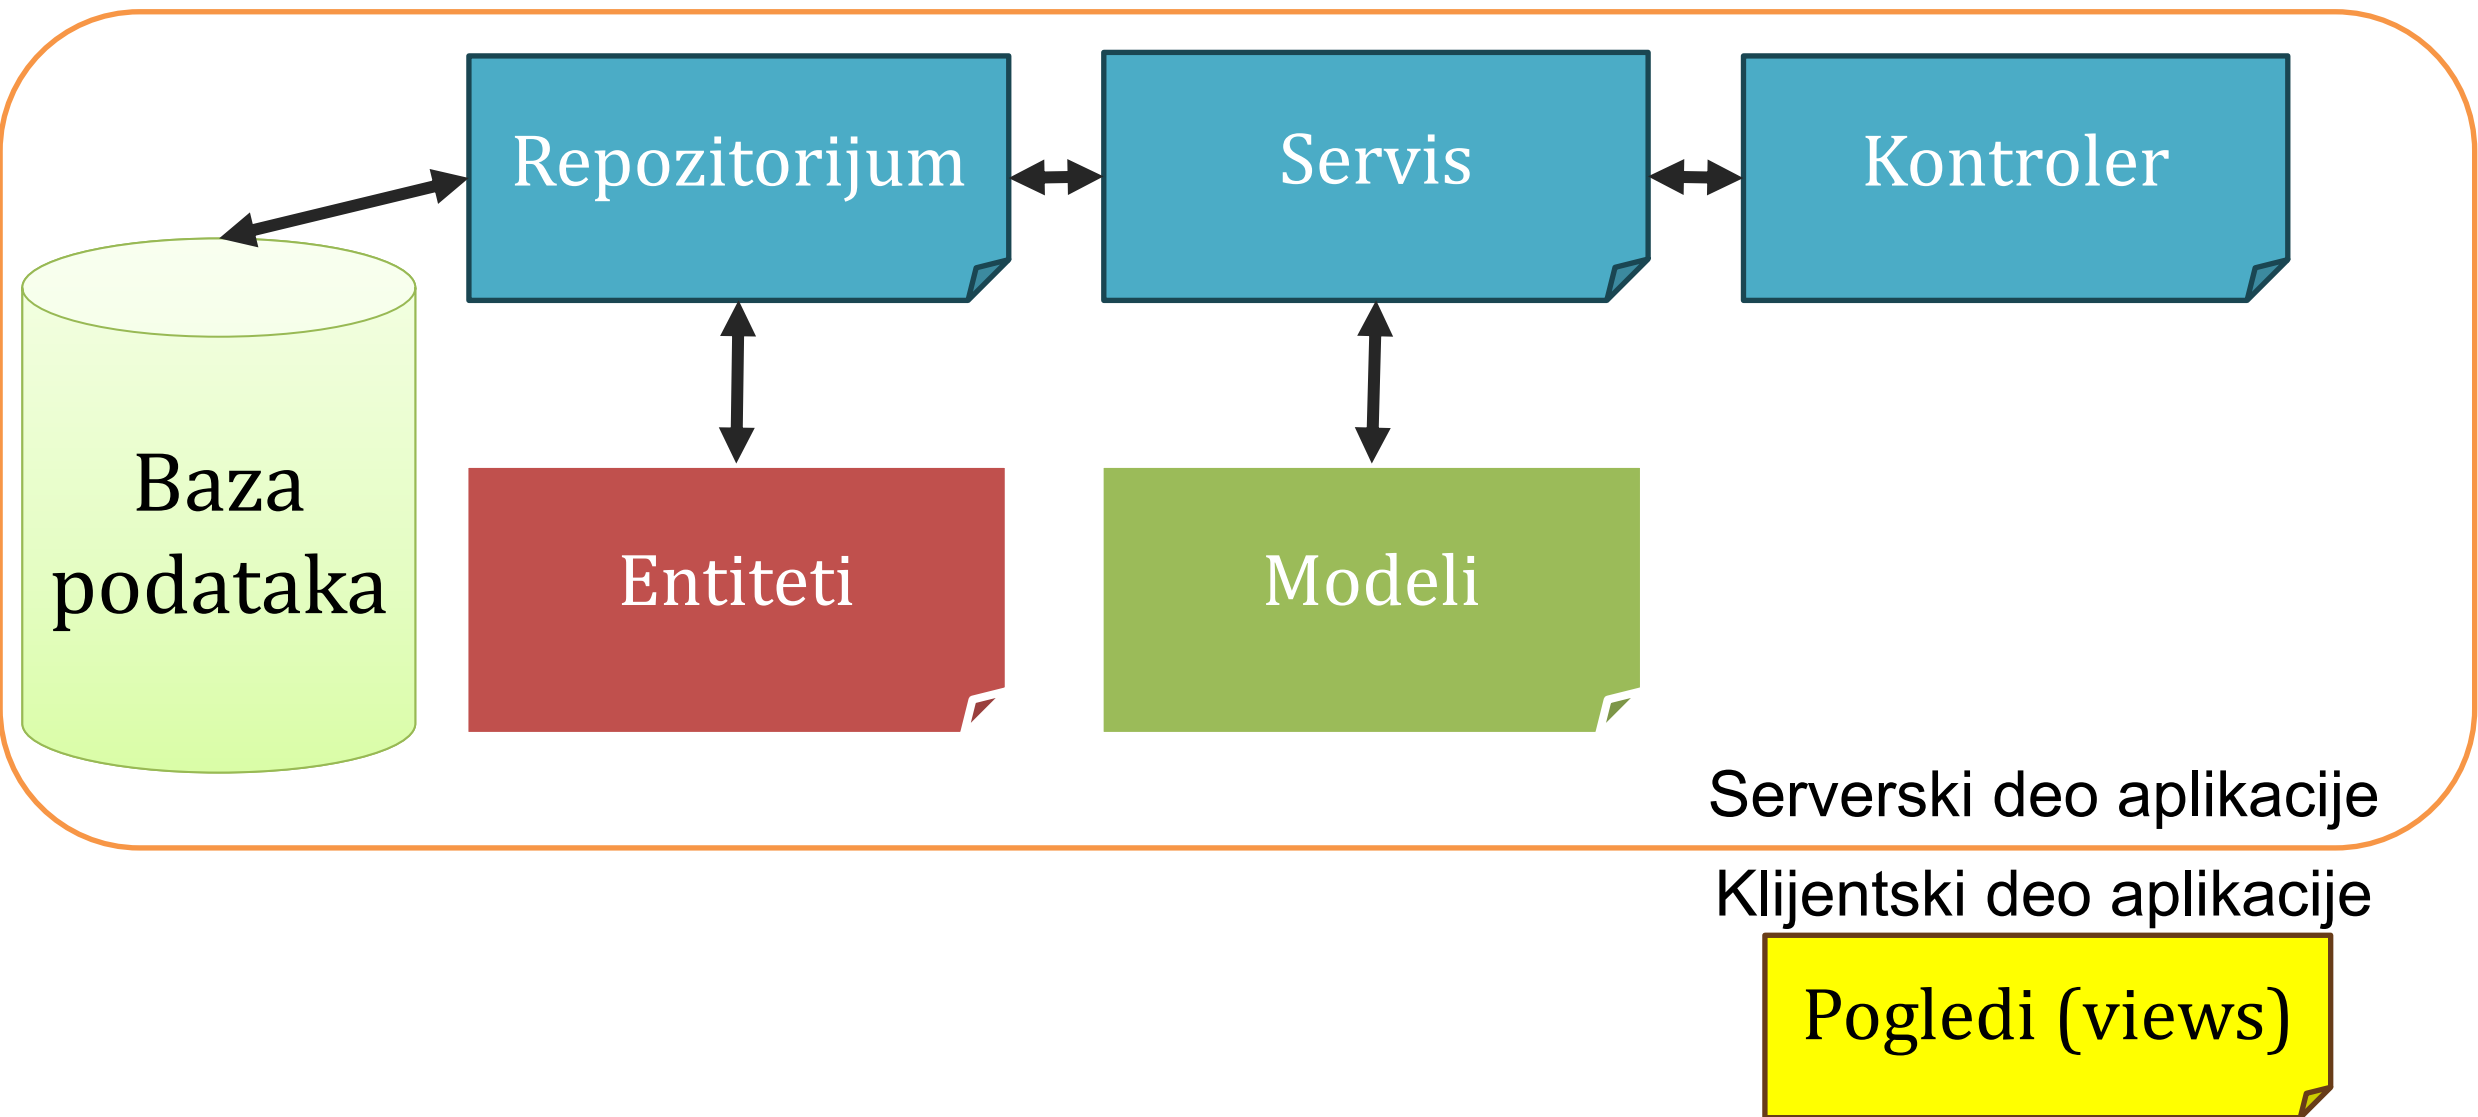 Repozitorijum
Servis
Kontroler
Baza
podataka
Entiteti
Modeli
Serverski deo aplikacije
Klijentski deo aplikacije
Pogledi (views)